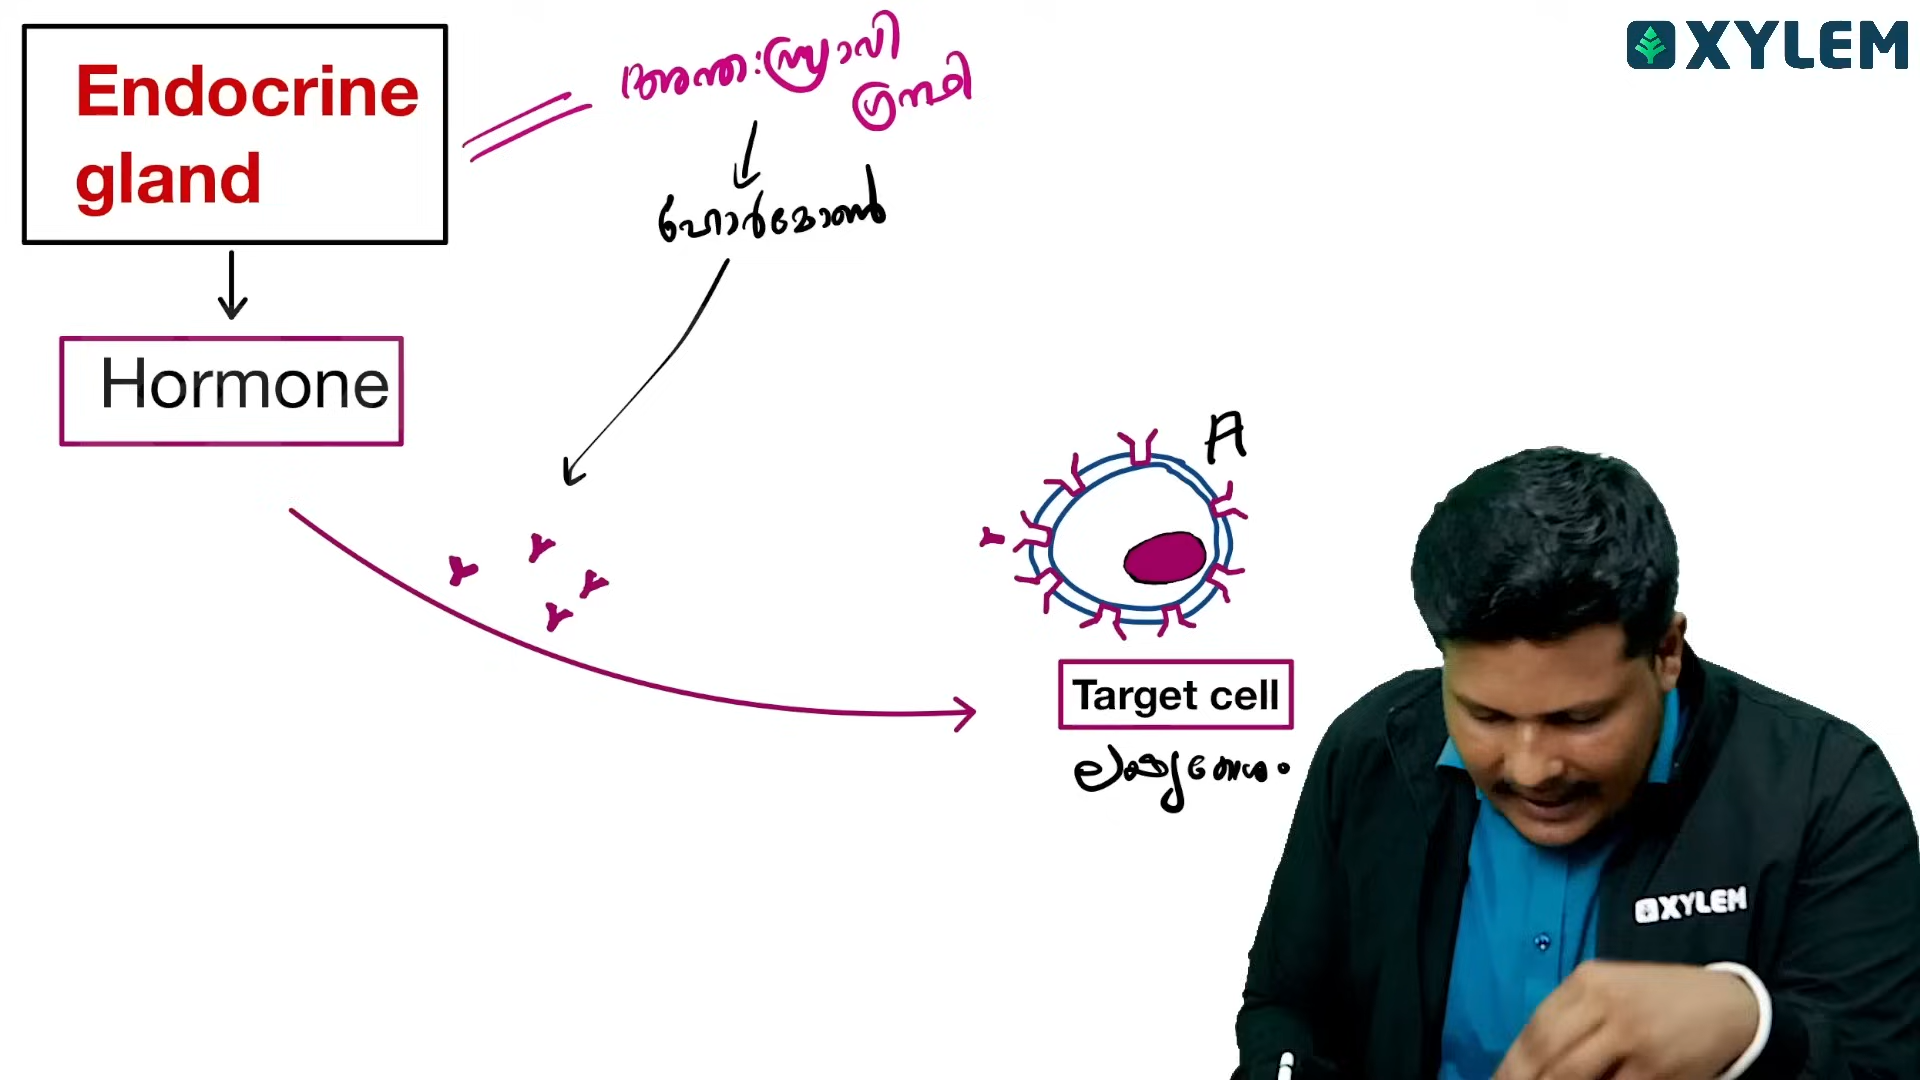 Endocrine
gland
അന്ത:സ്രാവി
ഗ്രന്ഥി
XYLEM
ഹോർമോൺ
Hormone
A
Target cell
ലക്ഷ്യകോശം
XYLEM